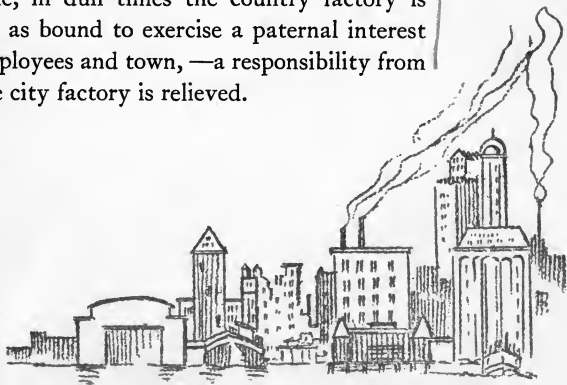 in dull times the country factory is
as bound to exercise a paternal interest
ployees and town, —a responsibility from
e city factory is relieved.